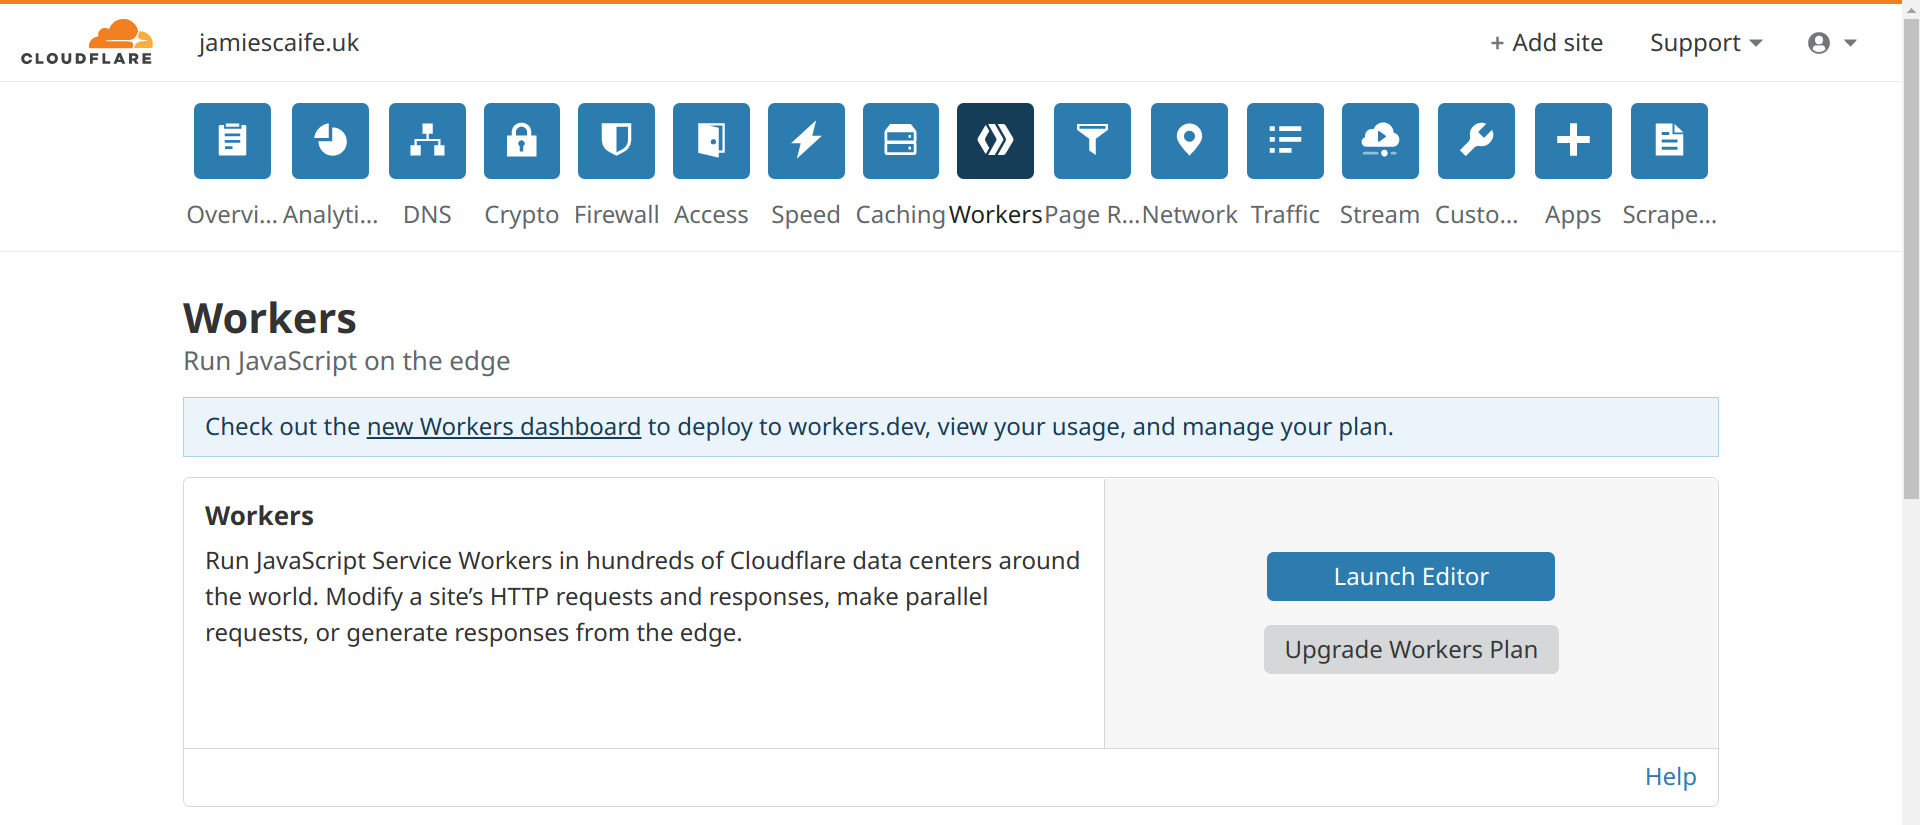 CLOUDFLARE
jamiescaife.uk
+ Add site
Support
Overvi...
Analyti...
DNS
Crypto
Firewall
Access
Speed
Caching
Workers
Page R...
Network
Traffic
Stream
Custo...
Apps
Scrape...
Workers
Run JavaScript on the edge
Check out the new Workers dashboard to deploy to workers.dev, view your usage, and manage your plan.
Workers
Run JavaScript Service Workers in hundreds of Cloudflare data centers around
the world. Modify a site’s HTTP requests and responses, make parallel
requests, or generate responses from the edge.
Launch Editor
Upgrade Workers Plan
Help